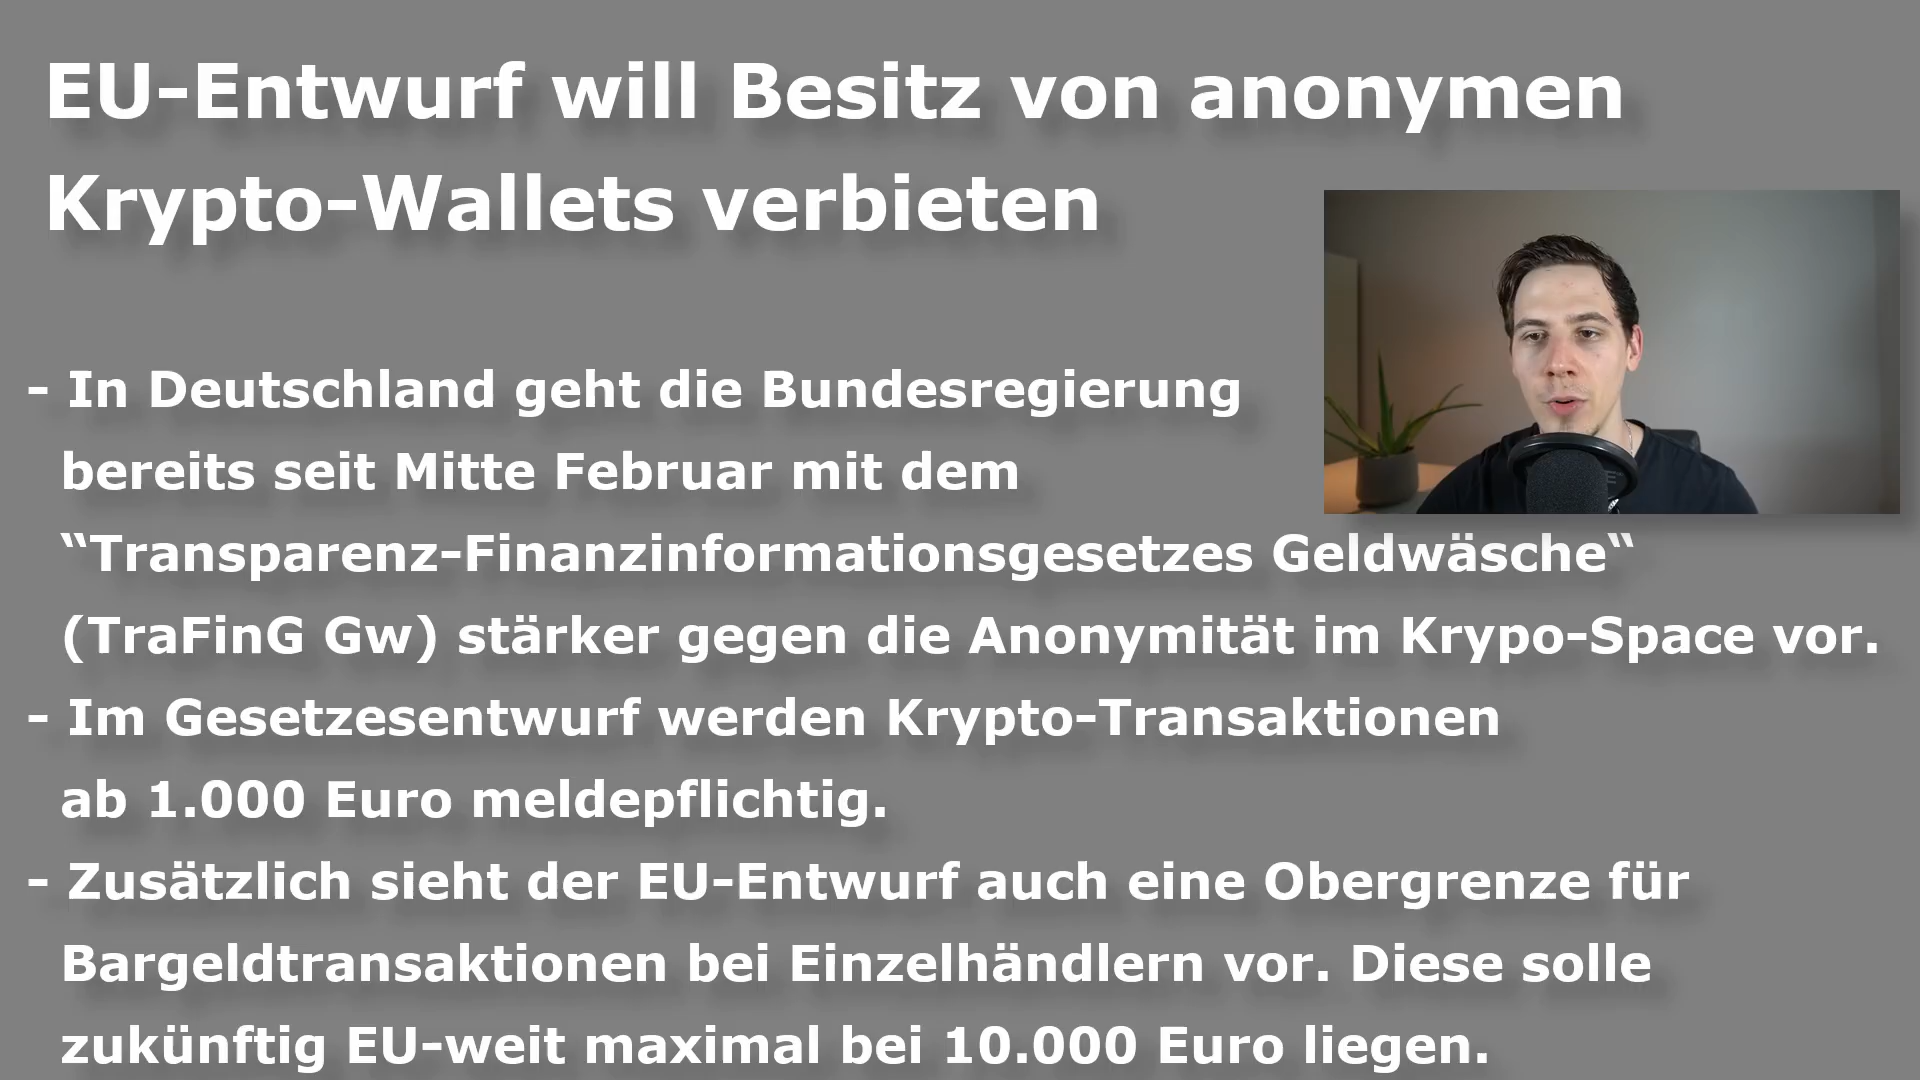 EU-Entwurf will Besitz von anonymen
Krypto-Wallets verbieten
- In Deutschland geht die Bundesregierung
bereits seit Mitte Februar mit dem
“Transparenz-Finanzinformationsgesetzes Geldwäsche“
(TraFinG Gw) stärker gegen die Anonymität im Krypo-Space vor.
- Im Gesetzesentwurf werden Krypto-Transaktionen
ab 1.000 Euro meldepflichtig.
- Zusätzlich sieht der EU-Entwurf auch eine Obergrenze für
Bargeldtransaktionen bei Einzelhändlern vor. Diese solle
zukünftig EU-weit maximal bei 10.000 Euro liegen.